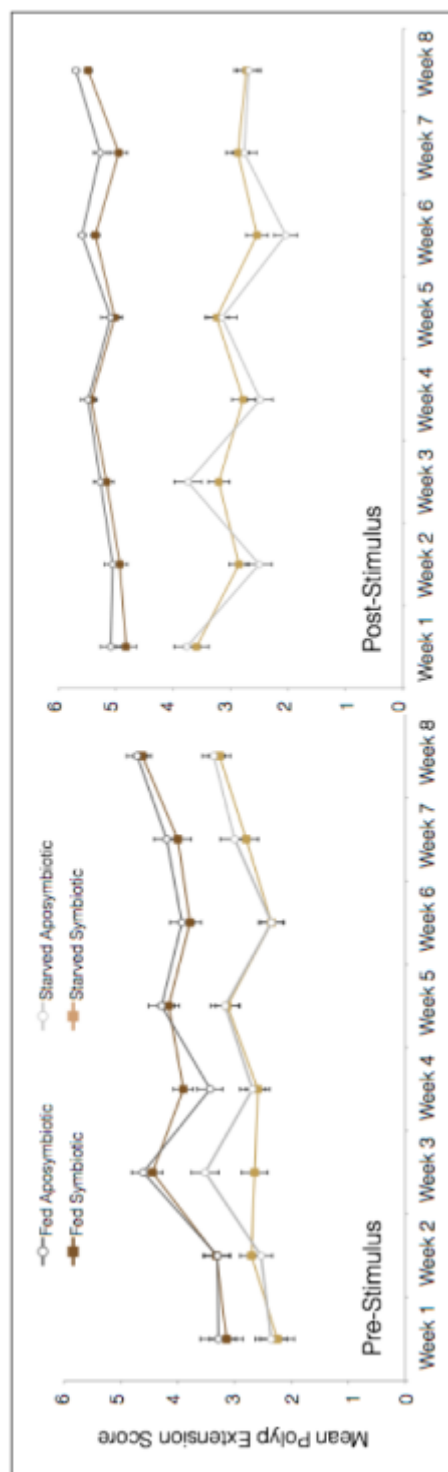 Fed Aposymbiotic
Starved Aposymbiotic
Fed Symbiotic
Starved Symbiotic
Mean Polyp Extension Score
6
5
4
3
2
1
0
Pre-Stimulus
Week 1
Week 2
Week 3
Week 4
Week 5
Week 6
Week 7
Week 8
6
5
4
3
2
1
0
Post-Stimulus
Week 1
Week 2
Week 3
Week 4
Week 5
Week 6
Week 7
Week 8